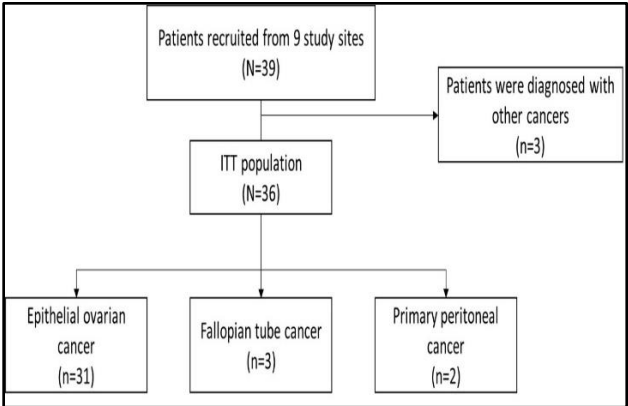 Patients recruited from 9 study sites
(N=39)
Patients were diagnosed with
other cancers
(n=3)
ITT population
(N=36)
Epithelial ovarian
cancer
(n=31)
Fallopian tube cancer
(n=3)
Primary peritoneal
cancer
(n=2)